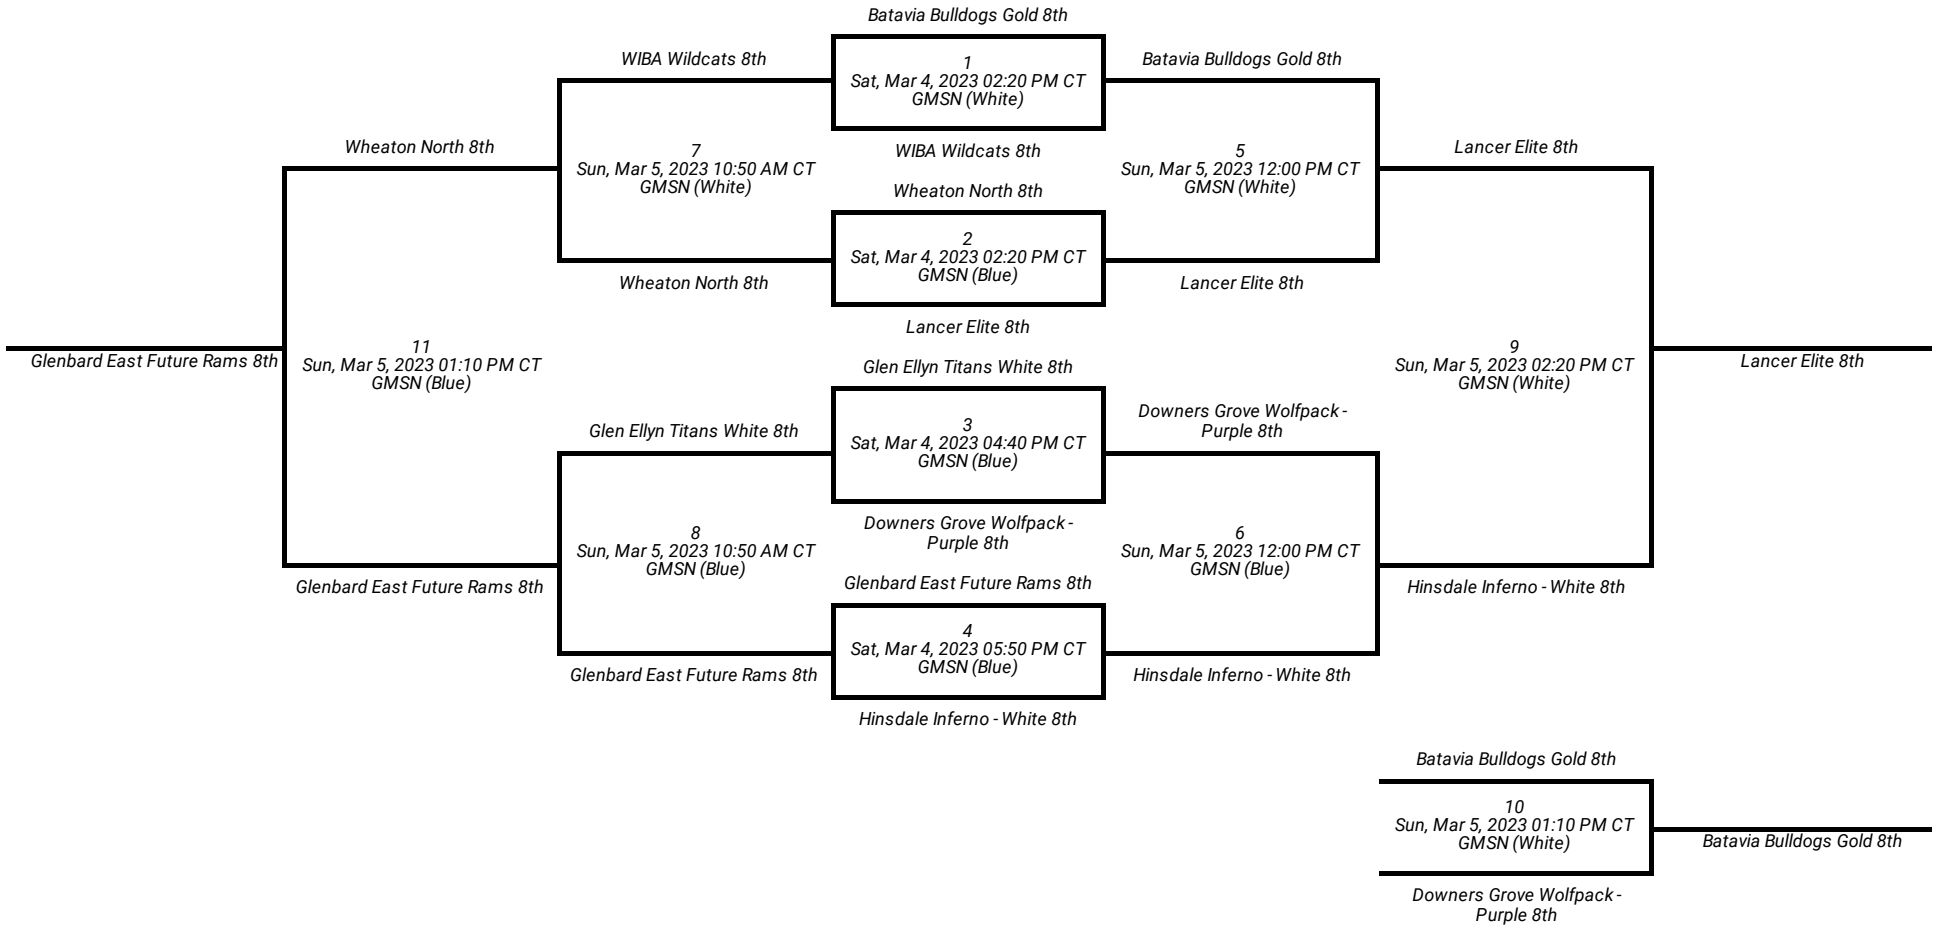 Batavia Bulldogs Gold 8th
WIBA Wildcats 8th
1
Sat, Mar 4, 2023 02:20 PM CT
GMSN (White)
Batavia Bulldogs Gold 8th
Wheaton North 8th
7
Sun, Mar 5, 2023 10:50 AM CT
GMSN (White)
WIBA Wildcats 8th
5
Sun, Mar 5, 2023 12:00 PM CT
GMSN (White)
Lancer Elite 8th
Wheaton North 8th
2
Sat, Mar 4, 2023 02:20 PM CT
GMSN (Blue)
Wheaton North 8th
Lancer Elite 8th
Lancer Elite 8th
Glenbard East Future Rams 8th
11
Sun, Mar 5, 2023 01:10 PM CT
GMSN (Blue)
Glen Ellyn Titans White 8th
9
Sun, Mar 5, 2023 02:20 PM CT
GMSN (White)
Lancer Elite 8th
Glen Ellyn Titans White 8th
3
Sat, Mar 4, 2023 04:40 PM CT
GMSN (Blue)
Downers Grove Wolfpack -
Purple 8th
8
Sun, Mar 5, 2023 10:50 AM CT
GMSN (Blue)
Downers Grove Wolfpack -
Purple 8th
6
Sun, Mar 5, 2023 12:00 PM CT
GMSN (Blue)
Glenbard East Future Rams 8th
Glenbard East Future Rams 8th
Hinsdale Inferno - White 8th
4
Sat, Mar 4, 2023 05:50 PM CT
GMSN (Blue)
Glenbard East Future Rams 8th
Hinsdale Inferno - White 8th
Hinsdale Inferno - White 8th
Batavia Bulldogs Gold 8th
10
Sun, Mar 5, 2023 01:10 PM CT
GMSN (White)
Batavia Bulldogs Gold 8th
Downers Grove Wolfpack -
Purple 8th